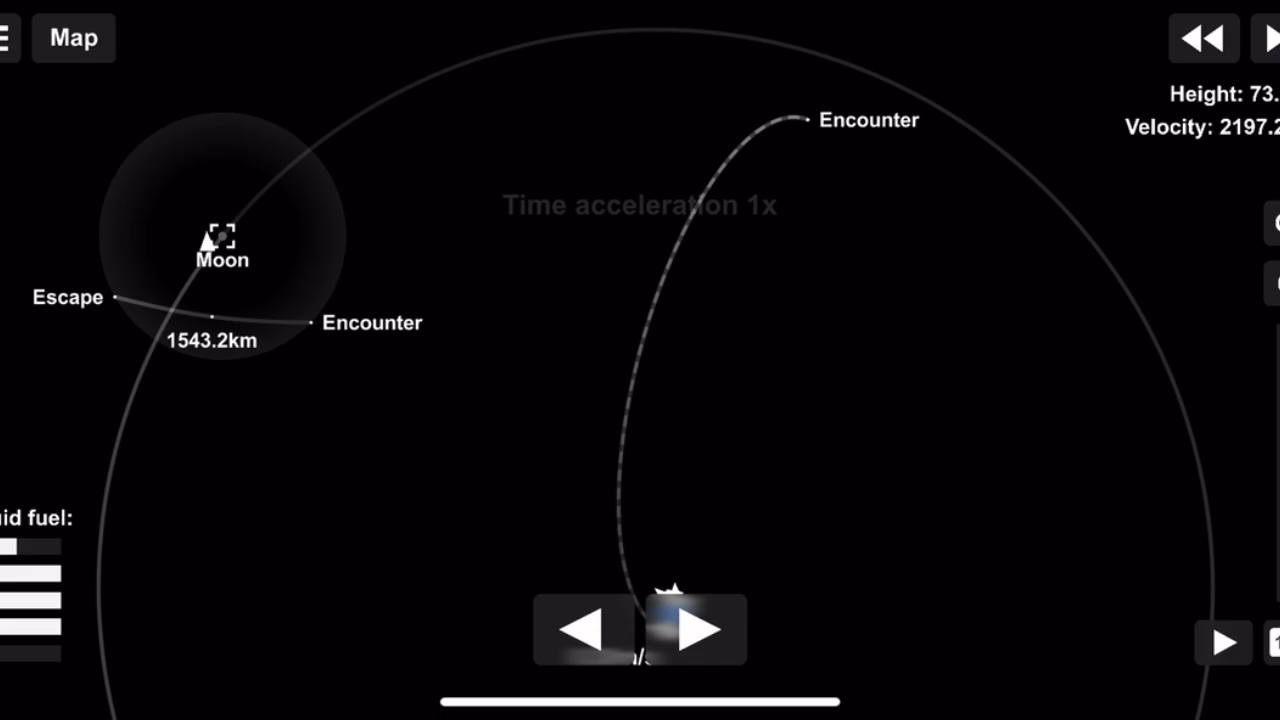 Map
Height: 73.
Velocity: 2197.2
Encounter
Time acceleration 1x
Moon
Escape
Encounter
1543.2km
uid fuel: